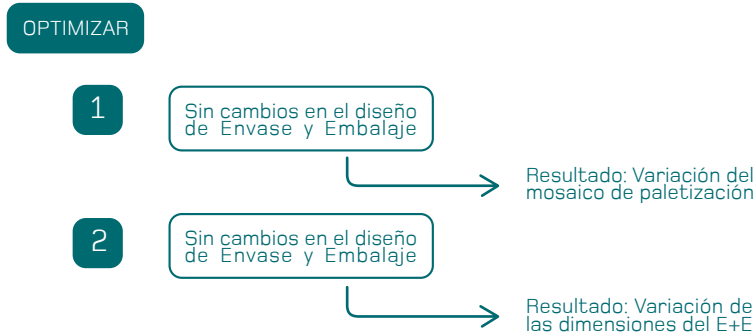 OPTIMIZAR
1
Sin cambios en el diseño
de Envase y Embalaje
Resultado: Variación del
mosaico de paletización
2
Sin cambios en el diseño
de Envase y Embalaje
Resultado: Variación de
las dimensiones del E+E